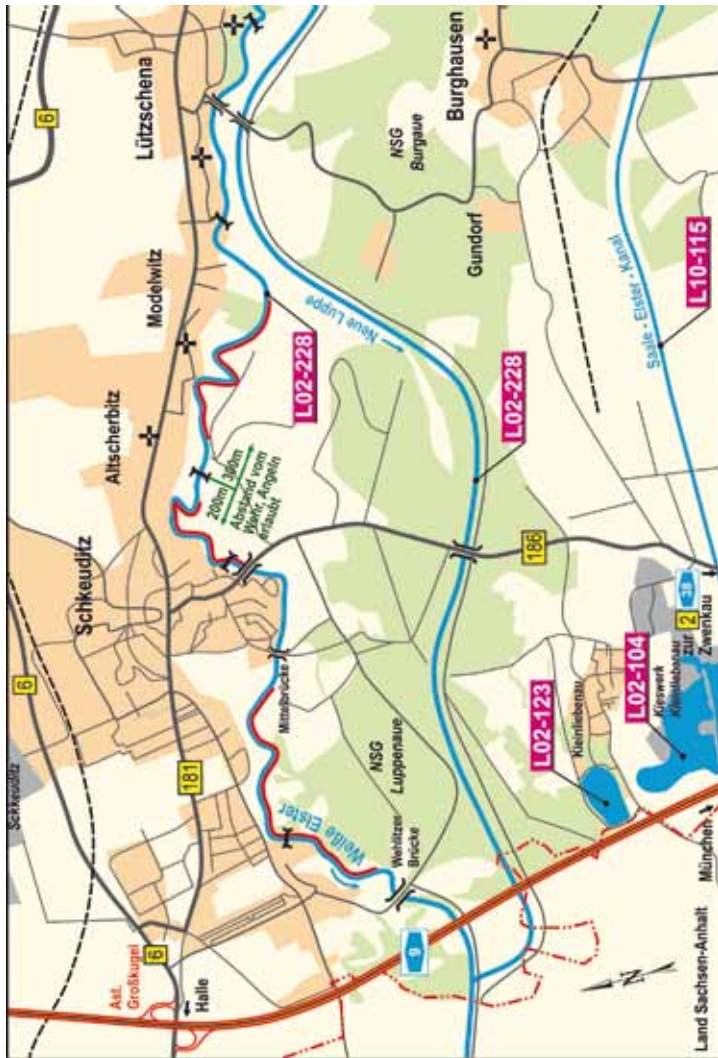 6
Schkeuditz
6
181
Ast.
Großkugel
6
Halle
Schkeuditz
Altscherbitz
Modelwitz
Lützschena
6
L02-228
200m
300m
Abstand vom
Wehr, Angeln
erlaubt
Mittelbrücke
Weiße Elster
Wehlitzer
Brücke
NSG
Luppenaue
9
← Neue Luppe
L02-228
NSG
Burgaue
Burghausen
Gundorf
186
Saale - Elster - Kanal
L10-115
L02-123
Kleinliebenau
L02-104
Kieswerk
Kleinliebenau
2
38
zur
Zwenkau
München
N
Land Sachsen-Anhalt